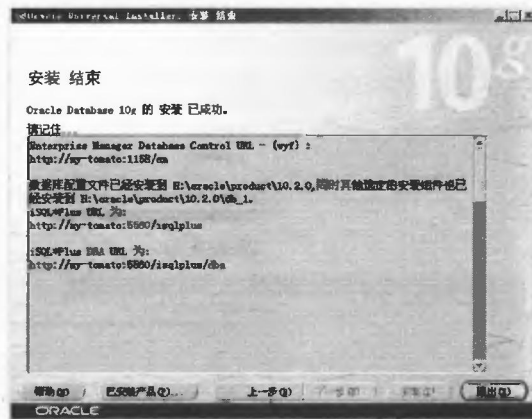 Oracle Universal Installer: 安装 结束
10g
安装 结束
Oracle Database 10g 的 安装 已成功。
请记住...
Enterprise Manager Database Control URL - (wyf) :
http://my-tomato:1158/em
数据库配置文件已经安装到 H:\oracle\product\10.2.0,同时其他选定的安装组件也已
经安装到 H:\oracle\product\10.2.0\db_1。
iSQL*Plus URL 为:
http://my-tomato:5560/isqlplus
iSQL*Plus DBA URL 为:
http://my-tomato:5560/isqlplus/dba
帮助(H) 已安装产品(P)... 上一步(B) 退出(X)
ORACLE